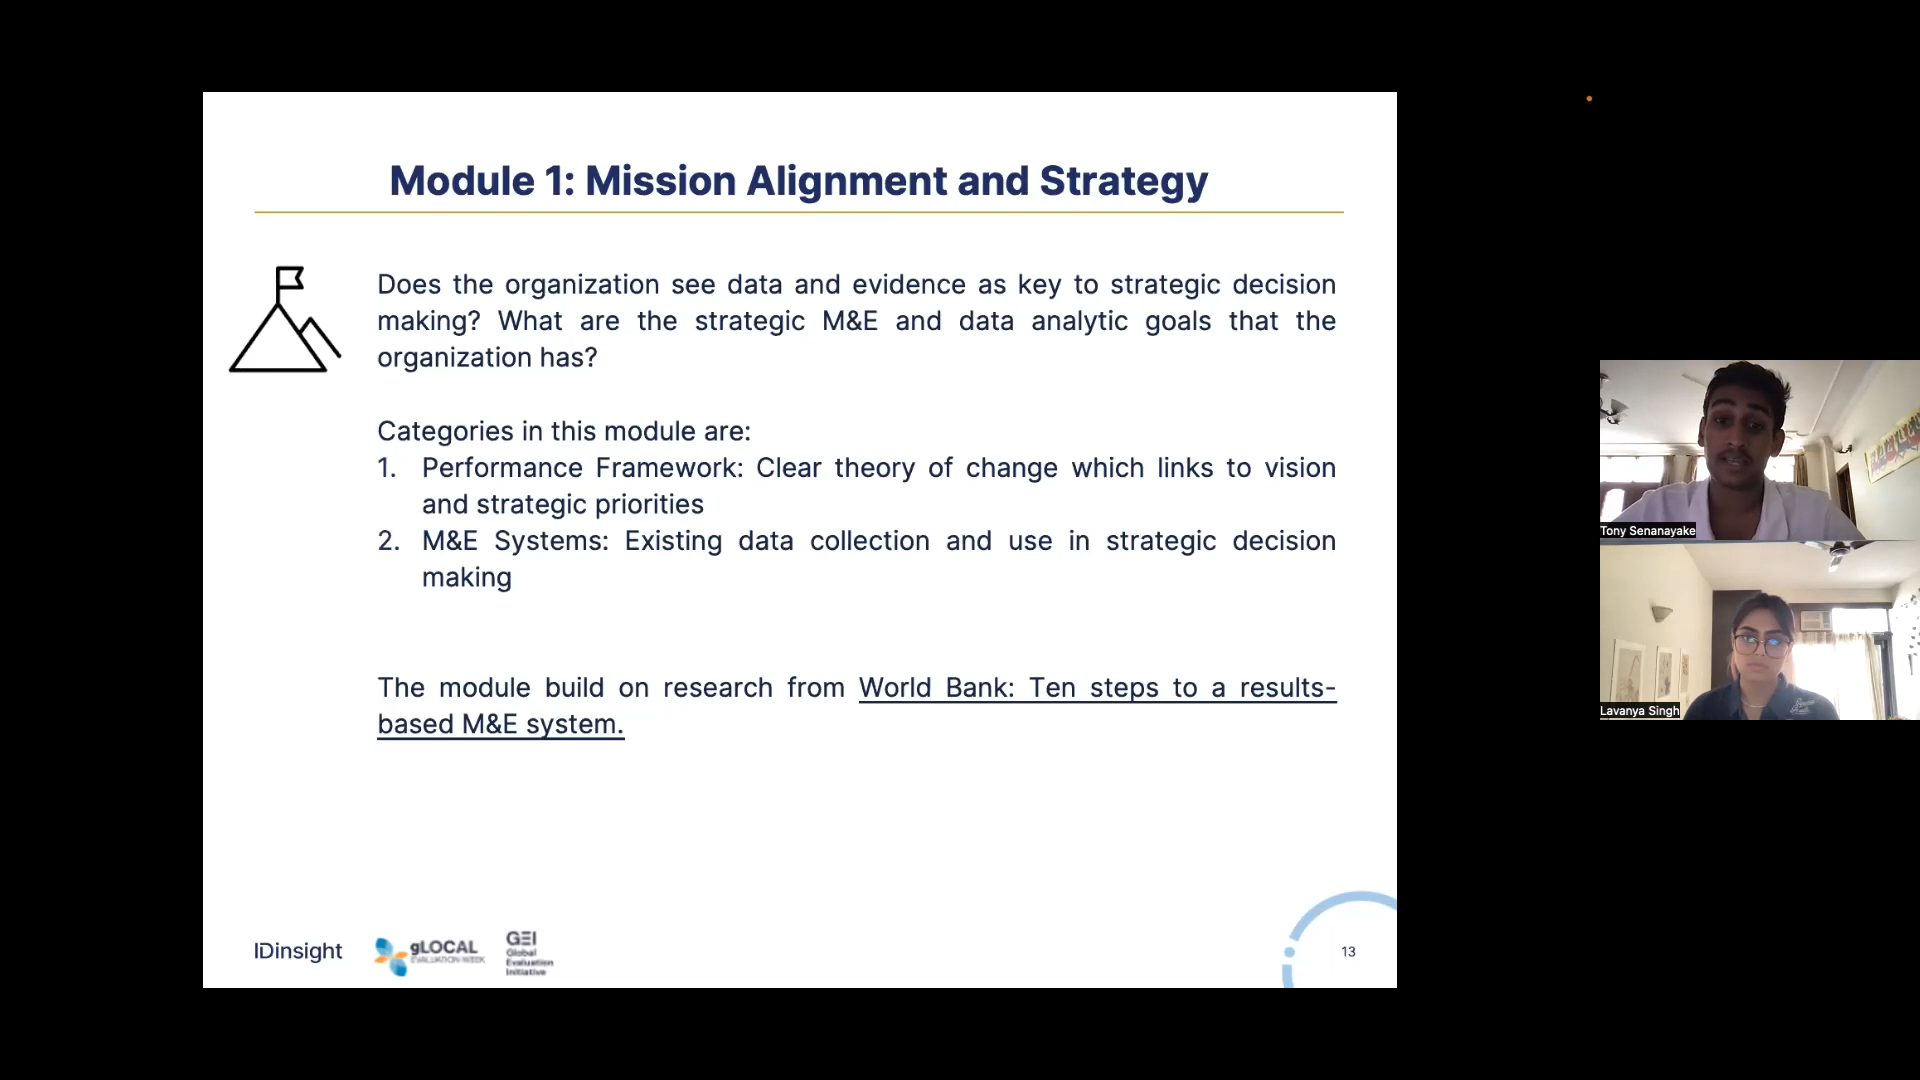 Module 1: Mission Alignment and Strategy
Does the organization see data and evidence as key to strategic decision
making? What are the strategic M&E and data analytic goals that the
organization has?
Categories in this module are:
1. Performance Framework: Clear theory of change which links to vision
and strategic priorities
2. M&E Systems: Existing data collection and use in strategic decision
making
The module build on research from World Bank: Ten steps to a results-
based M&E system.
IDinsight
gLOCAL
EVALUATION WEEK
GEI
Global
Evaluation
Initiative
13
Tony Senanayake
Lavanya Singh